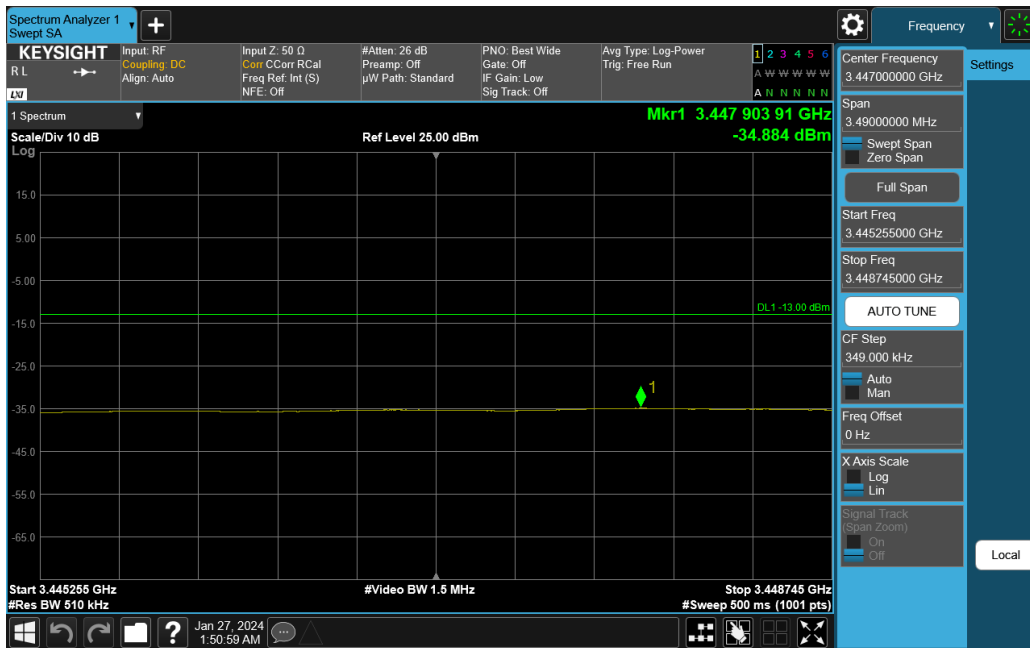 Spectrum Analyzer 1
Swept SA
Frequency
KEYSIGHT
R L
LXI
Input: RF
Coupling: DC
Align: Auto
Input Z: 50 Ω
Corr CCorr RCal
Freq Ref: Int (S)
NFE: Off
#Atten: 26 dB
Preamp: Off
µW Path: Standard
PNO: Best Wide
Gate: Off
IF Gain: Low
Sig Track: Off
Avg Type: Log-Power
Trig: Free Run
1 2 3 4 5 6
A W W W W W
A N N N N N
1 Spectrum
Mkr1 3.447 903 91 GHz
Scale/Div 10 dB
Ref Level 25.00 dBm
-34.884 dBm
Log
15.0
5.00
-5.00
DL1 -13.00 dBm
-15.0
-25.0
1
-35.0
-45.0
-55.0
-65.0
Start 3.445255 GHz
#Video BW 1.5 MHz
Stop 3.448745 GHz
#Res BW 510 kHz
#Sweep 500 ms (1001 pts)
Jan 27, 2024
1:50:59 AM
Center Frequency
3.447000000 GHz
Settings
Span
3.49000000 MHz
Swept Span
Zero Span
Full Span
Start Freq
3.445255000 GHz
Stop Freq
3.448745000 GHz
AUTO TUNE
CF Step
349.000 kHz
Auto
Man
Freq Offset
0 Hz
X Axis Scale
Log
Lin
Signal Track
(Span Zoom)
On
Off
Local